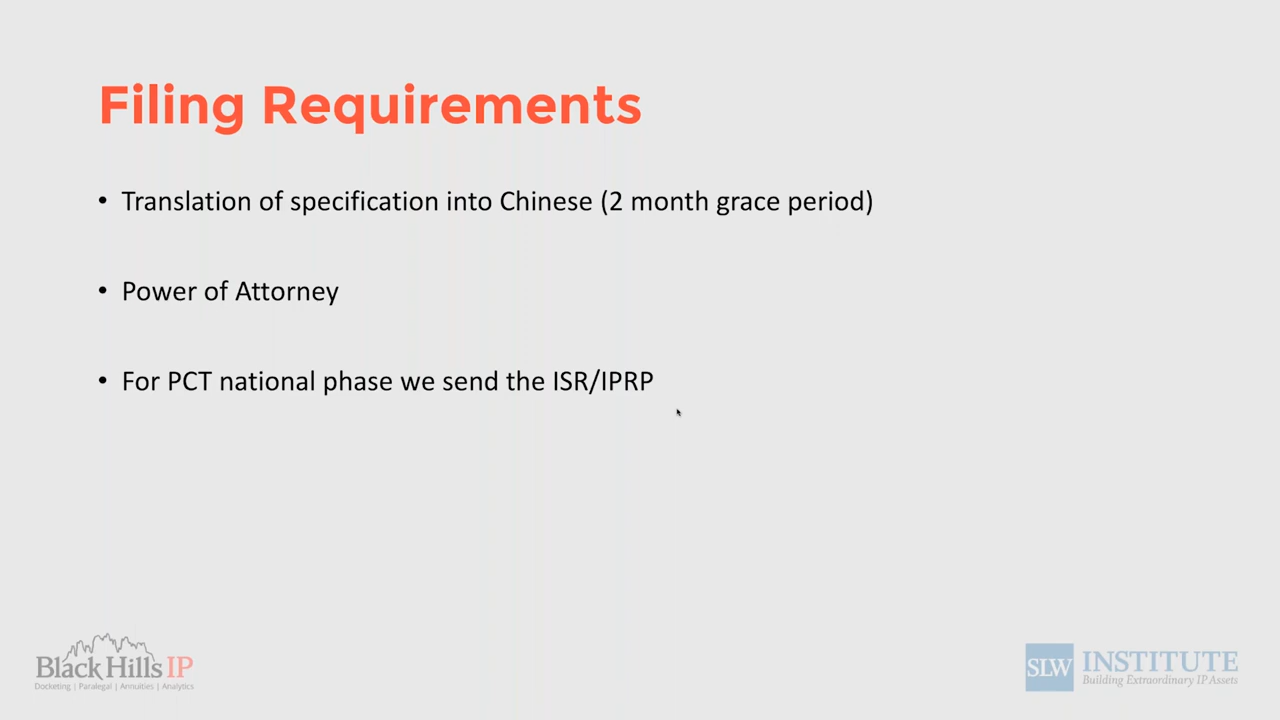 Filing Requirements
• Translation of specification into Chinese (2 month grace period)
• Power of Attorney
• For PCT national phase we send the ISR/IPRP
Black Hills IP
Docketing | Paralegal | Annuities | Analytics
SLW INSTITUTE
Building Extraordinary IP Assets